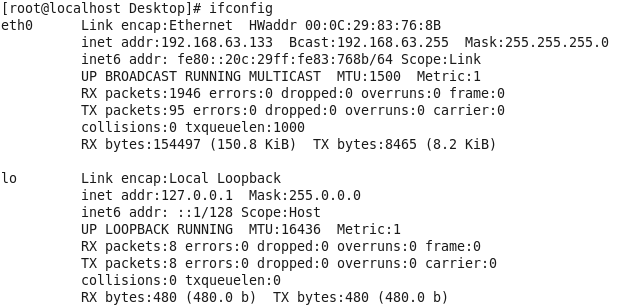 [root@localhost Desktop]# ifconfig
eth0      Link encap:Ethernet  HWaddr 00:0C:29:83:76:8B
          inet addr:192.168.63.133  Bcast:192.168.63.255  Mask:255.255.255.0
          inet6 addr: fe80::20c:29ff:fe83:768b/64 Scope:Link
          UP BROADCAST RUNNING MULTICAST  MTU:1500  Metric:1
          RX packets:1946 errors:0 dropped:0 overruns:0 frame:0
          TX packets:95 errors:0 dropped:0 overruns:0 carrier:0
          collisions:0 txqueuelen:1000
          RX bytes:154497 (150.8 KiB)  TX bytes:8465 (8.2 KiB)

lo        Link encap:Local Loopback
          inet addr:127.0.0.1  Mask:255.0.0.0
          inet6 addr: ::1/128 Scope:Host
          UP LOOPBACK RUNNING  MTU:16436  Metric:1
          RX packets:8 errors:0 dropped:0 overruns:0 frame:0
          TX packets:8 errors:0 dropped:0 overruns:0 carrier:0
          collisions:0 txqueuelen:0
          RX bytes:480 (480.0 b)  TX bytes:480 (480.0 b)